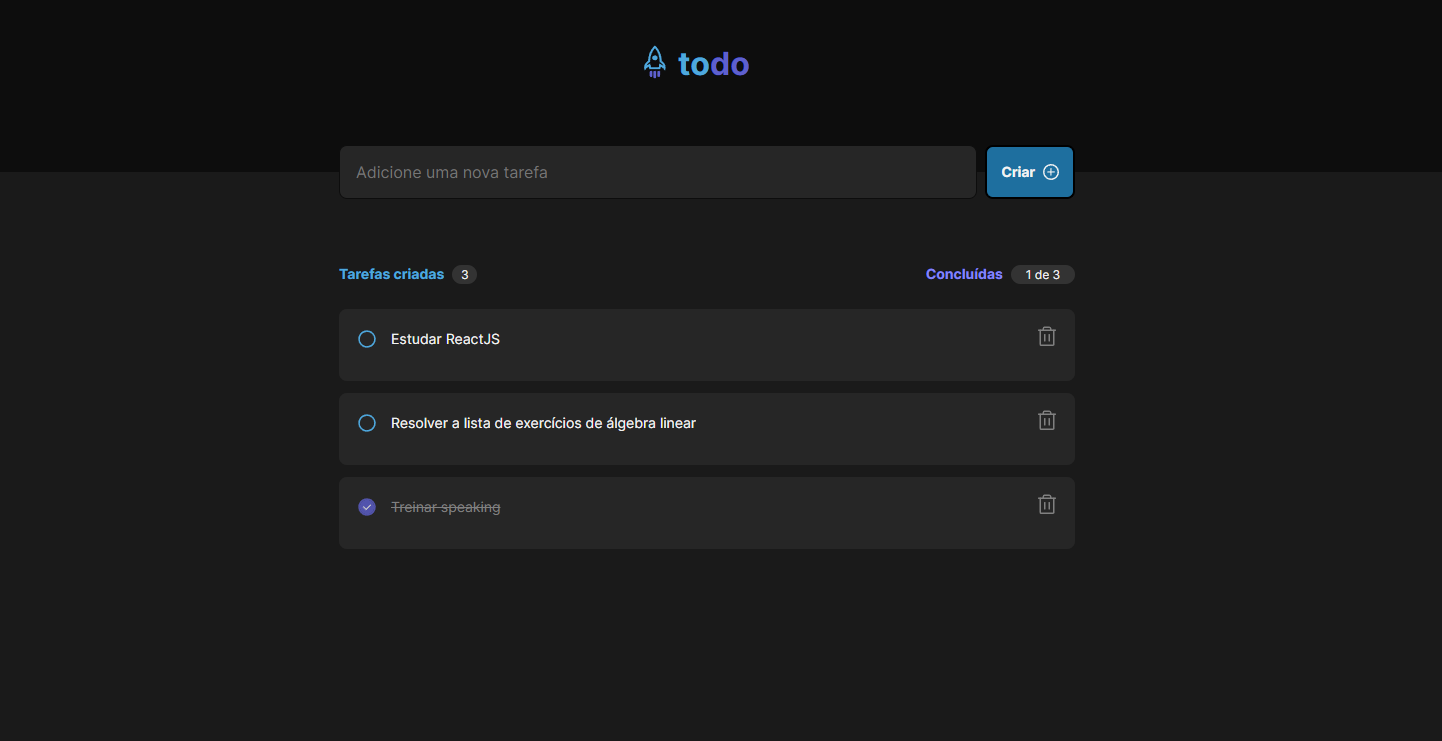 todo
Adicione uma nova tarefa
Criar
Tarefas criadas 3
Concluídas 1 de 3
Estudar ReactJS
Resolver a lista de exercícios de álgebra linear
Treinar speaking